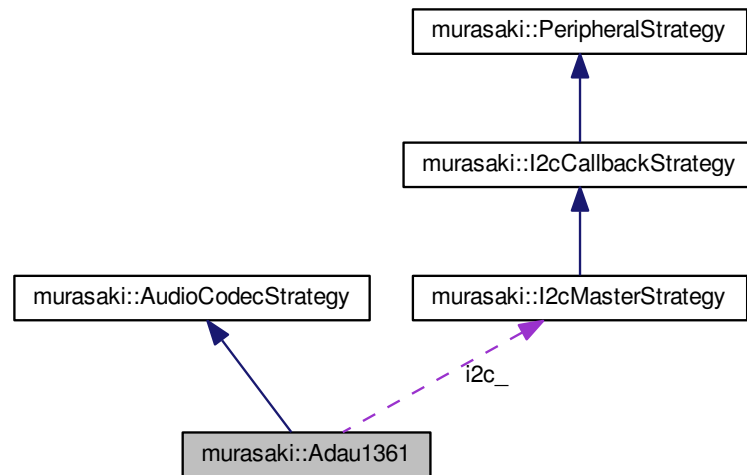 murasaki::PeripheralStrategy
murasaki::I2cCallbackStrategy
murasaki::AudioCodecStrategy
murasaki::I2cMasterStrategy
i2c_
murasaki::Adau1361